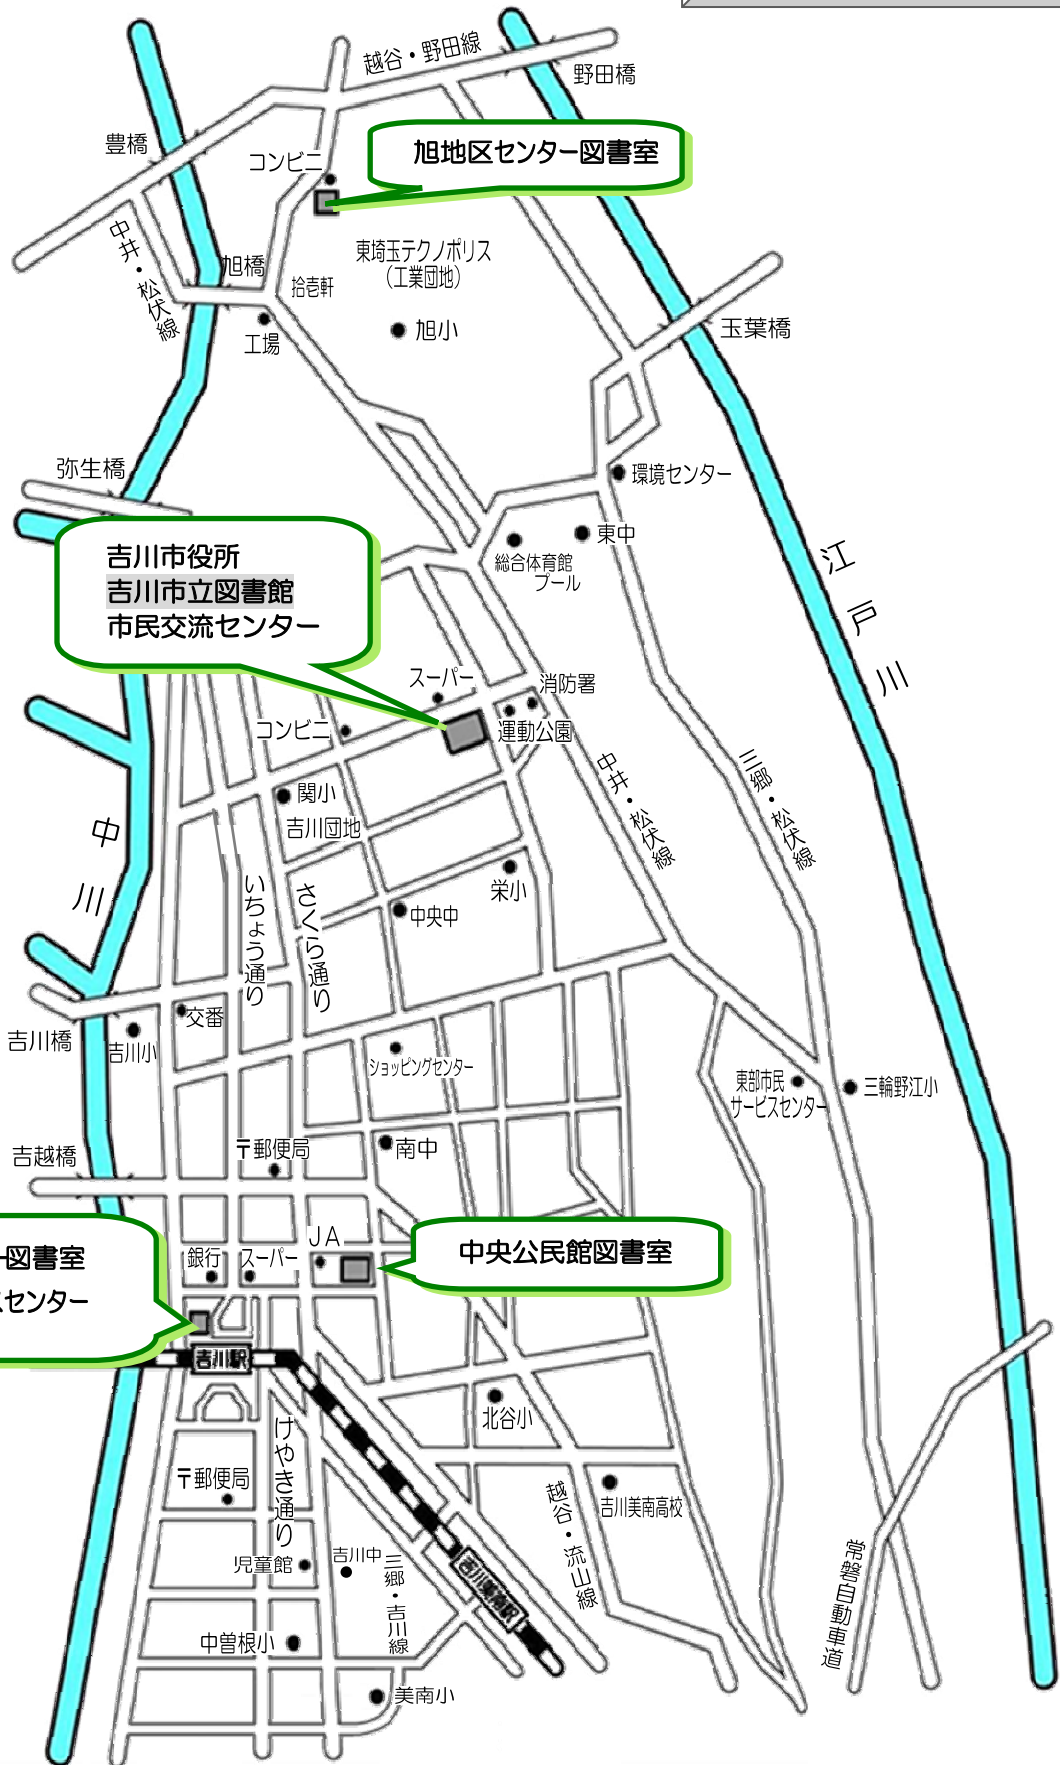 越谷・野田線
野田橋
豊橋
コンビニ
旭地区センター図書室
中井・松伏線
旭橋
拾壱軒
東埼玉テクノポリス
（工業団地）
工場
旭小
玉葉橋
弥生橋
環境センター
東中
総合体育館
プール
吉川市役所
吉川市立図書館
市民交流センター
江戸川
スーパー
消防署
コンビニ
運動公園
中井・松伏線
三郷・松伏線
関小
吉川団地
中川
いちょう通り
さくら通り
栄小
中央中
吉川橋
吉川小
交番
ショッピングセンター
東部市民
サービスセンター
三輪野江小
吉越橋
〒郵便局
南中
JA
銀行
スーパー
中央公民館図書室
ー図書室
スセンター
吉川駅
北谷小
けやき通り
〒郵便局
越谷・流山線
吉川美南高校
児童館
吉川中
三郷・吉川線
吉川美南駅
常磐自動車道
中曽根小
美南小